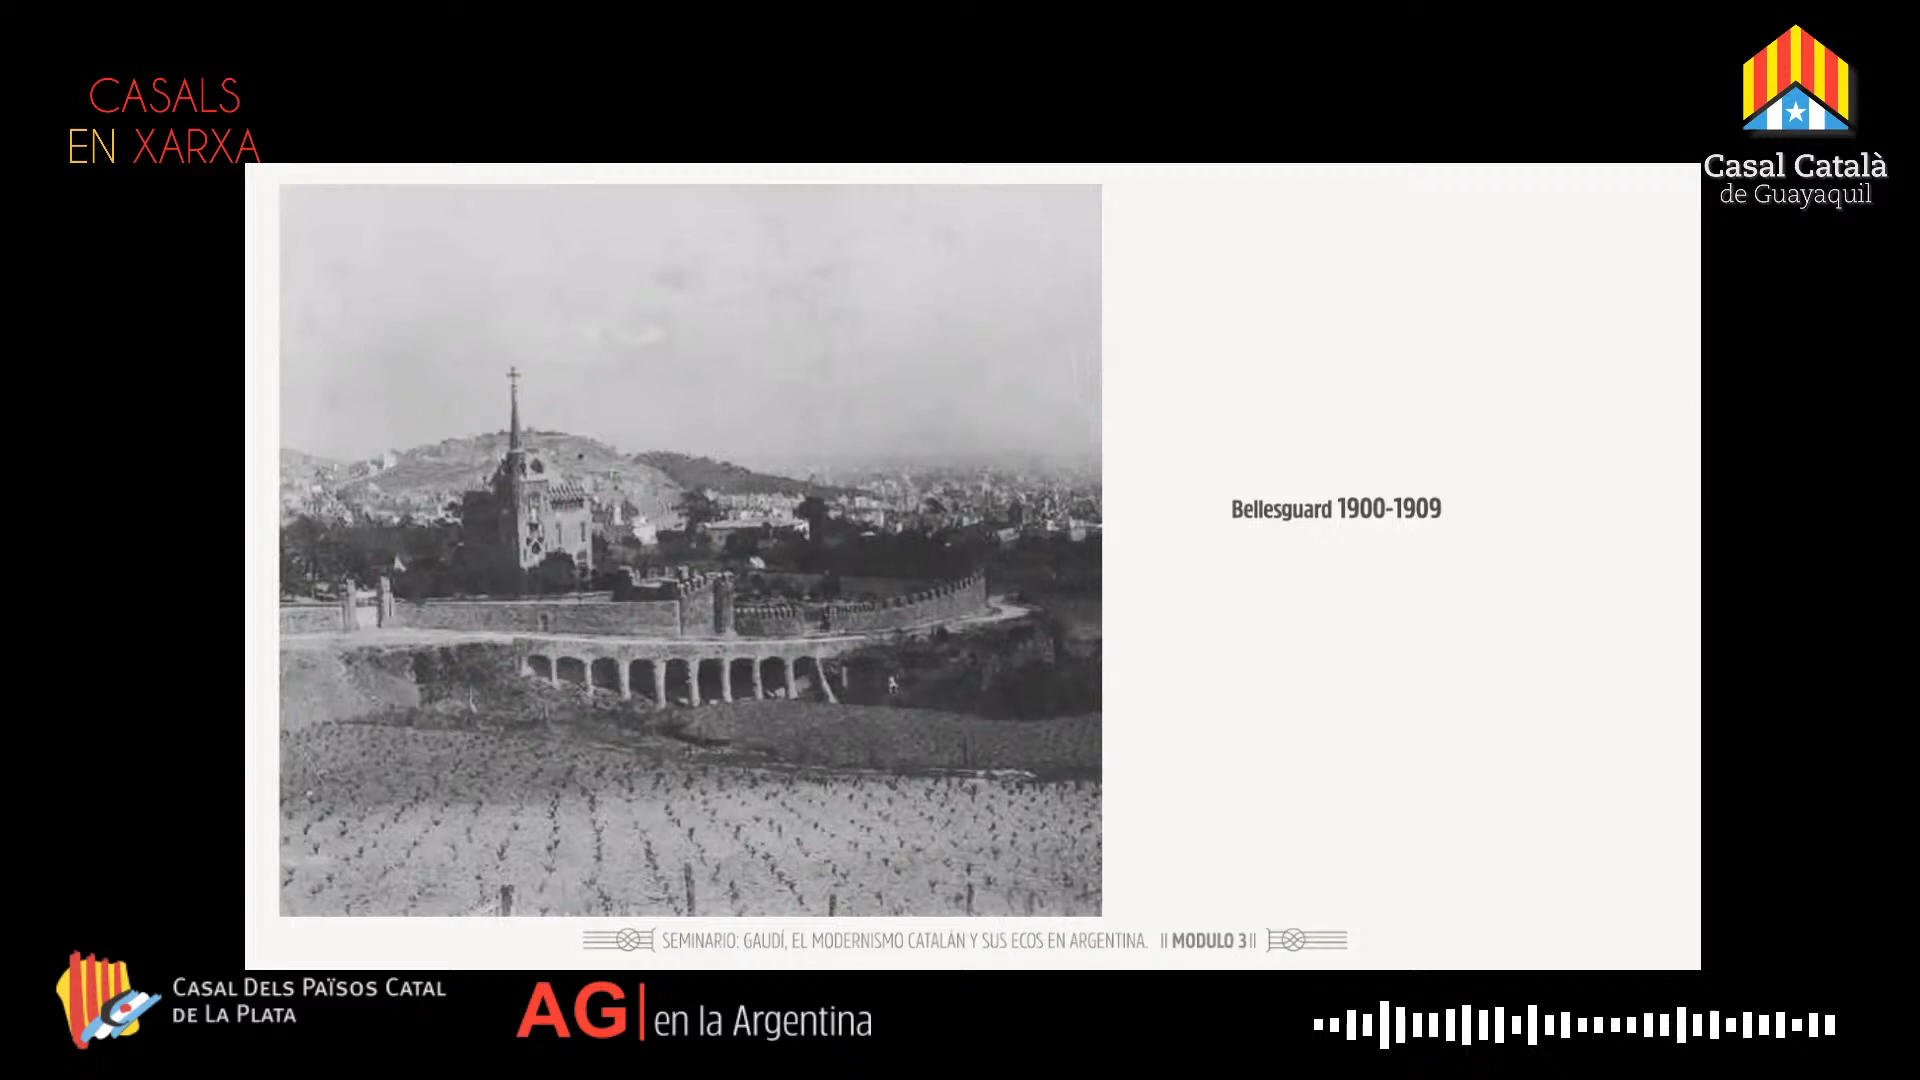 CASALS
EN XARXA
Casal Català
de Guayaquil
Bellesguard 1900-1909
SEMINARIO: GAUDÍ, EL MODERNISMO CATALÁN Y SUS ECOS EN ARGENTINA. || MODULO 3 ||
CASAL DELS PAÏSOS CATAL
DE LA PLATA
AG| en la Argentina